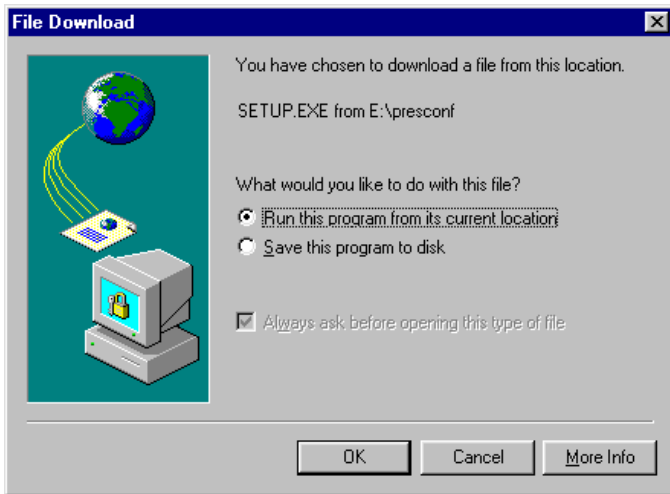 File Download
You have chosen to download a file from this location.
SETUP.EXE from E:\presconf
What would you like to do with this file?
Run this program from its current location
Save this program to disk
Always ask before opening this type of file
OK
Cancel
More Info